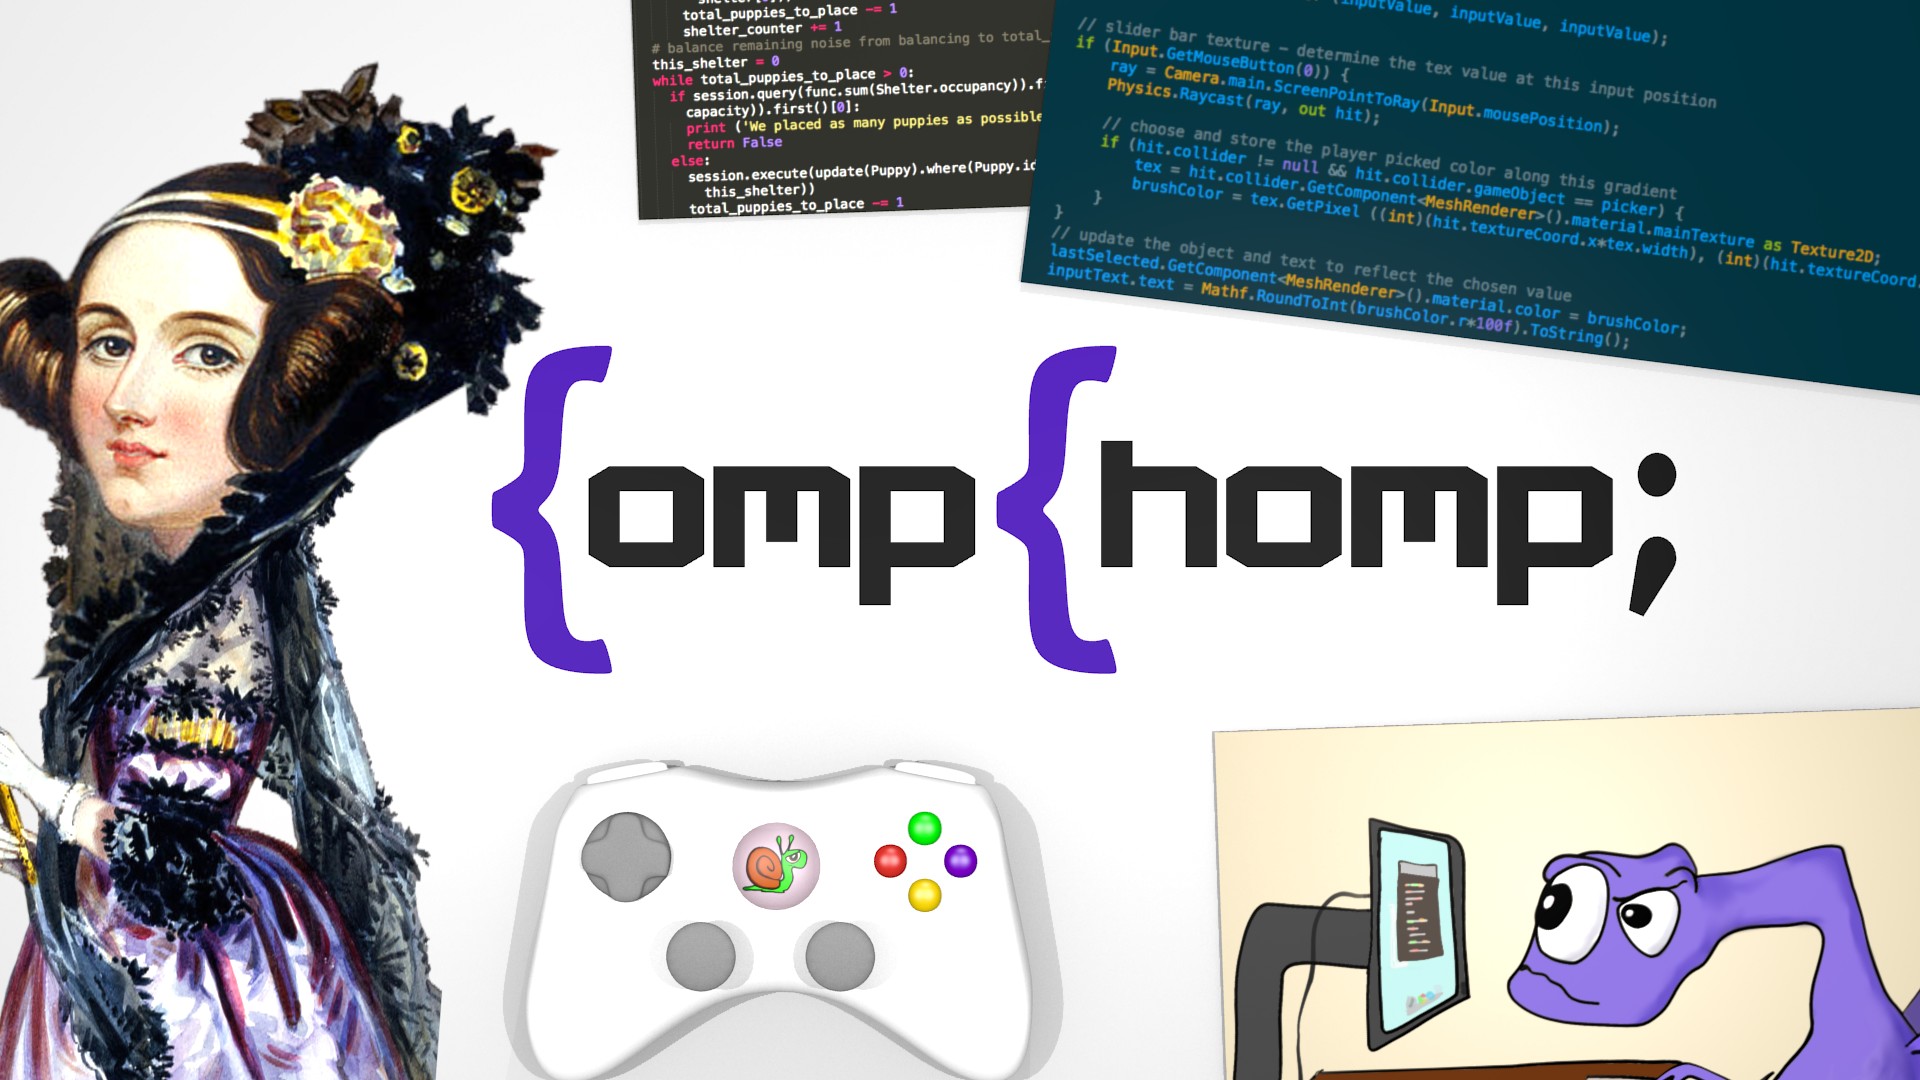 total_puppies_to_place -= 1
shelter_counter += 1
# balance remaining noise from balancing to total_
this_shelter = 0
while total_puppies_to_place > 0:
if session.query(func.sum(Shelter.occupancy)).f
capacity)).first()[0]:
print ('We placed as many puppies as possible
return False
else:
session.execute(update(Puppy).where(Puppy.id
this_shelter))
total_puppies_to_place -= 1
(inputValue, inputValue, inputValue);
// slider bar texture – determine the tex value at this input position
if (Input.GetMouseButton(0)) {
ray = Camera.main.ScreenPointToRay(Input.mousePosition);
Physics.Raycast(ray, out hit);
// choose and store the player picked color along this gradient
if (hit.collider != null && hit.collider.gameObject == picker) {
tex = hit.collider.GetComponent<MeshRenderer>().material.mainTexture as Texture2D;
brushColor = tex.GetPixel ((int)(hit.textureCoord.x*tex.width), (int)(hit.textureCoord.
}
}
// update the object and text to reflect the chosen value
lastSelected.GetComponent<MeshRenderer>().material.color = brushColor;
inputText.text = Mathf.RoundToInt(brushColor.r*100f).ToString();
{omp{homp;